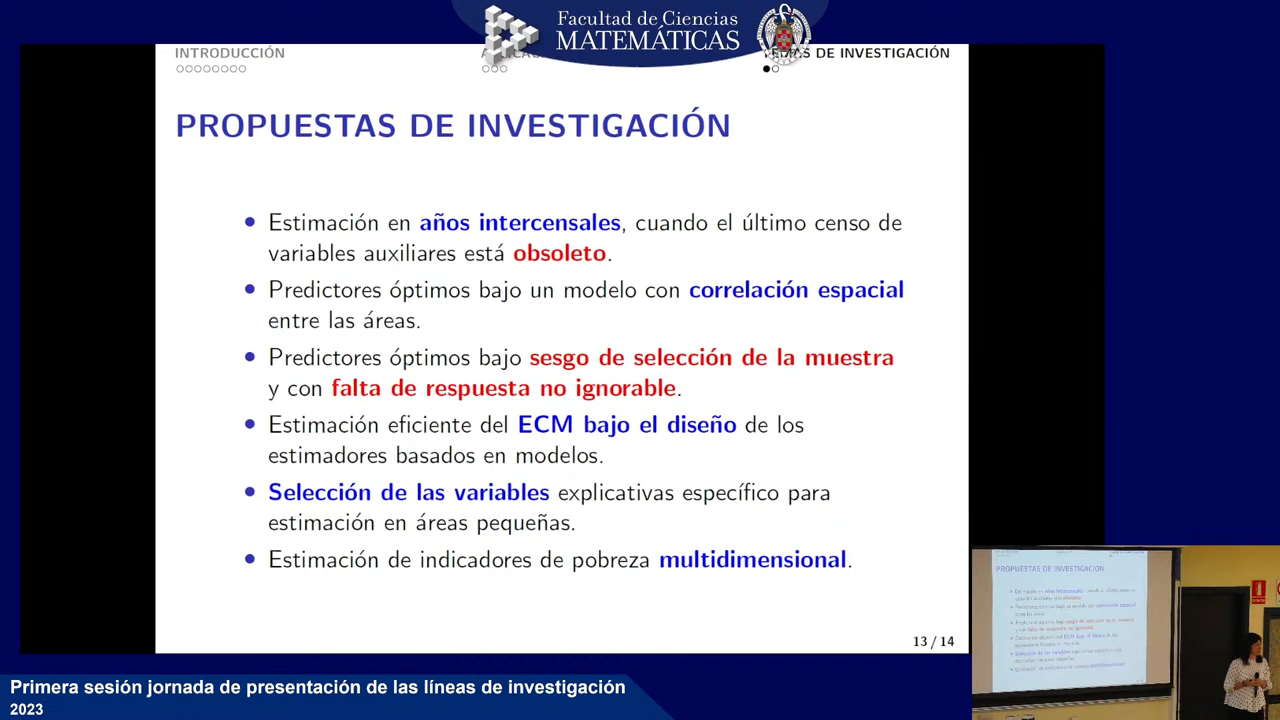 Facultad de Ciencias
MATEMÁTICAS
INTRODUCCIÓN
TEMAS DE INVESTIGACIÓN
PROPUESTAS DE INVESTIGACIÓN
• Estimación en años intercensales, cuando el último censo de
variables auxiliares está obsoleto.
• Predictores óptimos bajo un modelo con correlación espacial
entre las áreas.
• Predictores óptimos bajo sesgo de selección de la muestra
y con falta de respuesta no ignorable.
• Estimación eficiente del ECM bajo el diseño de los
estimadores basados en modelos.
• Selección de las variables explicativas específico para
estimación en áreas pequeñas.
• Estimación de indicadores de pobreza multidimensional.
13 / 14
PROPUESTAS DE INVESTIGACIÓN
Primera sesión jornada de presentación de las líneas de investigación
2023